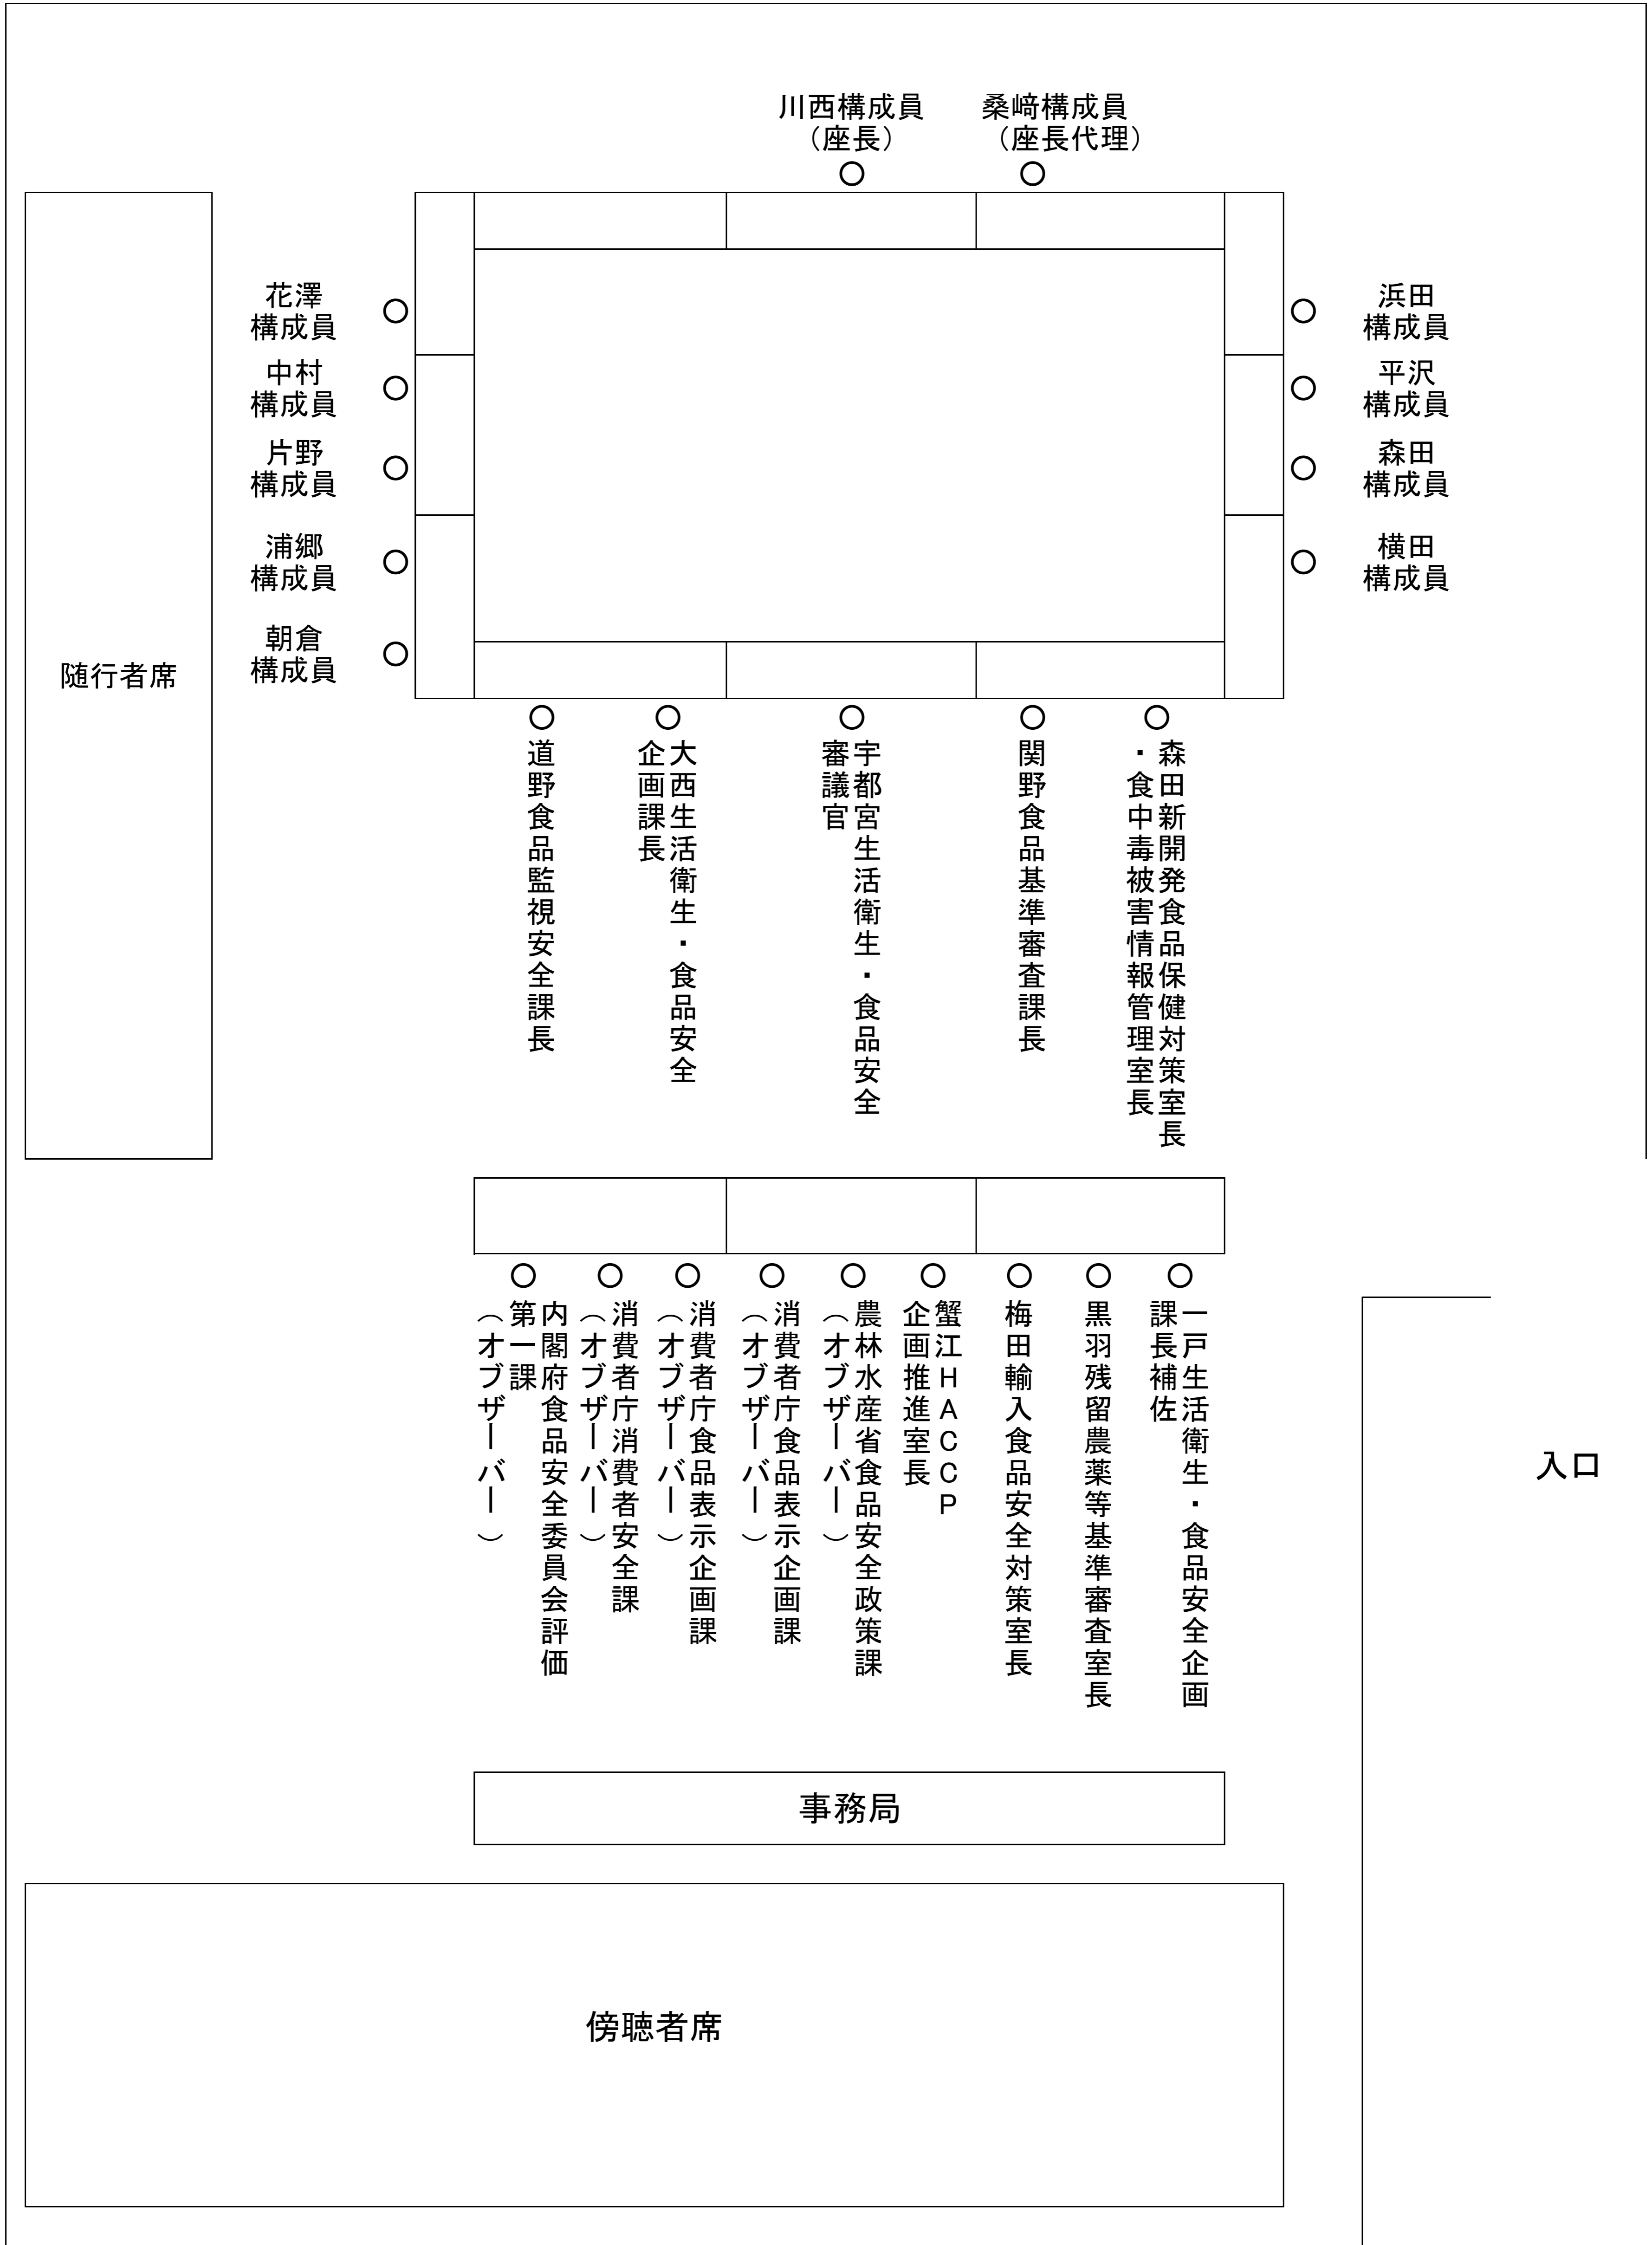 川西構成員
（座長）
桑﨑構成員
（座長代理）
花澤
構成員
中村
構成員
片野
構成員
浦郷
構成員
朝倉
構成員
浜田
構成員
平沢
構成員
森田
構成員
横田
構成員
随行者席
道野食品監視安全課長
大西生活衛生・食品安全
企画課長
宇都宮生活衛生・食品安全
審議官
関野食品基準審査課長
森田新開発食品保健対策室長
・食中毒被害情報管理室長
内閣府食品安全委員会評価
第一課
（オブザーバー）
消費者庁消費者安全課
（オブザーバー）
消費者庁食品表示企画課
（オブザーバー）
消費者庁食品表示企画課
（オブザーバー）
農林水産省食品安全政策課
（オブザーバー）
蟹江ＨＡＣＣＰ
企画推進室長
梅田輸入食品安全対策室長
黒羽残留農薬等基準審査室長
一戸生活衛生・食品安全企画
課長補佐
入口
事務局
傍聴者席